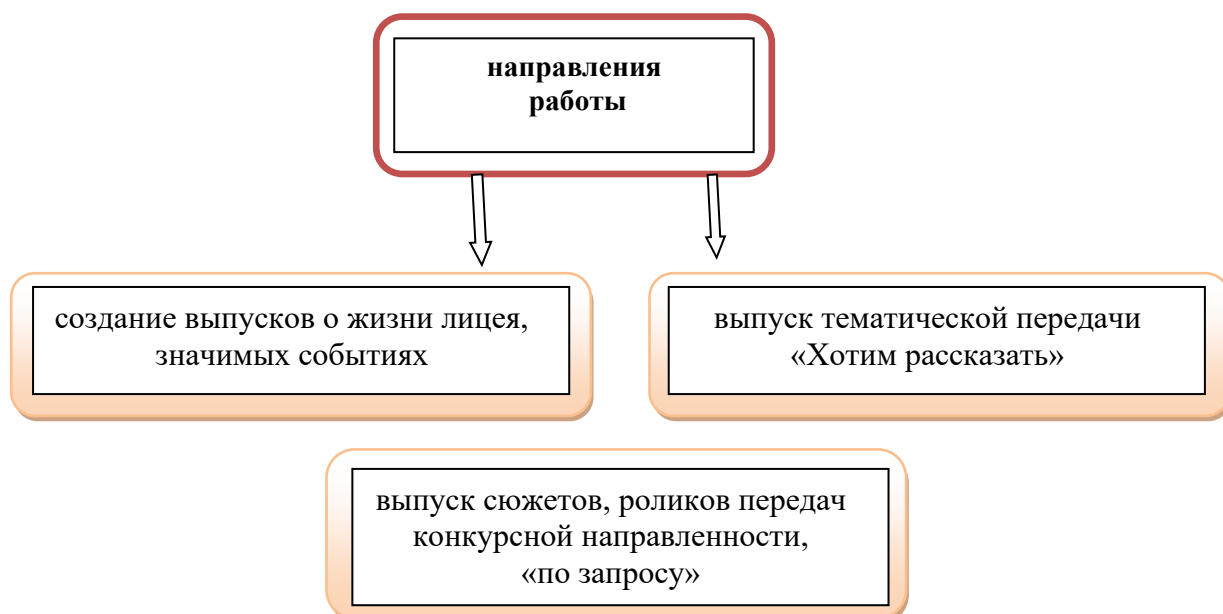 направления
работы
создание выпусков о жизни лицея,
значимых событиях
выпуск тематической передачи
«Хотим рассказать»
выпуск сюжетов, роликов передач
конкурсной направленности,
«по запросу»